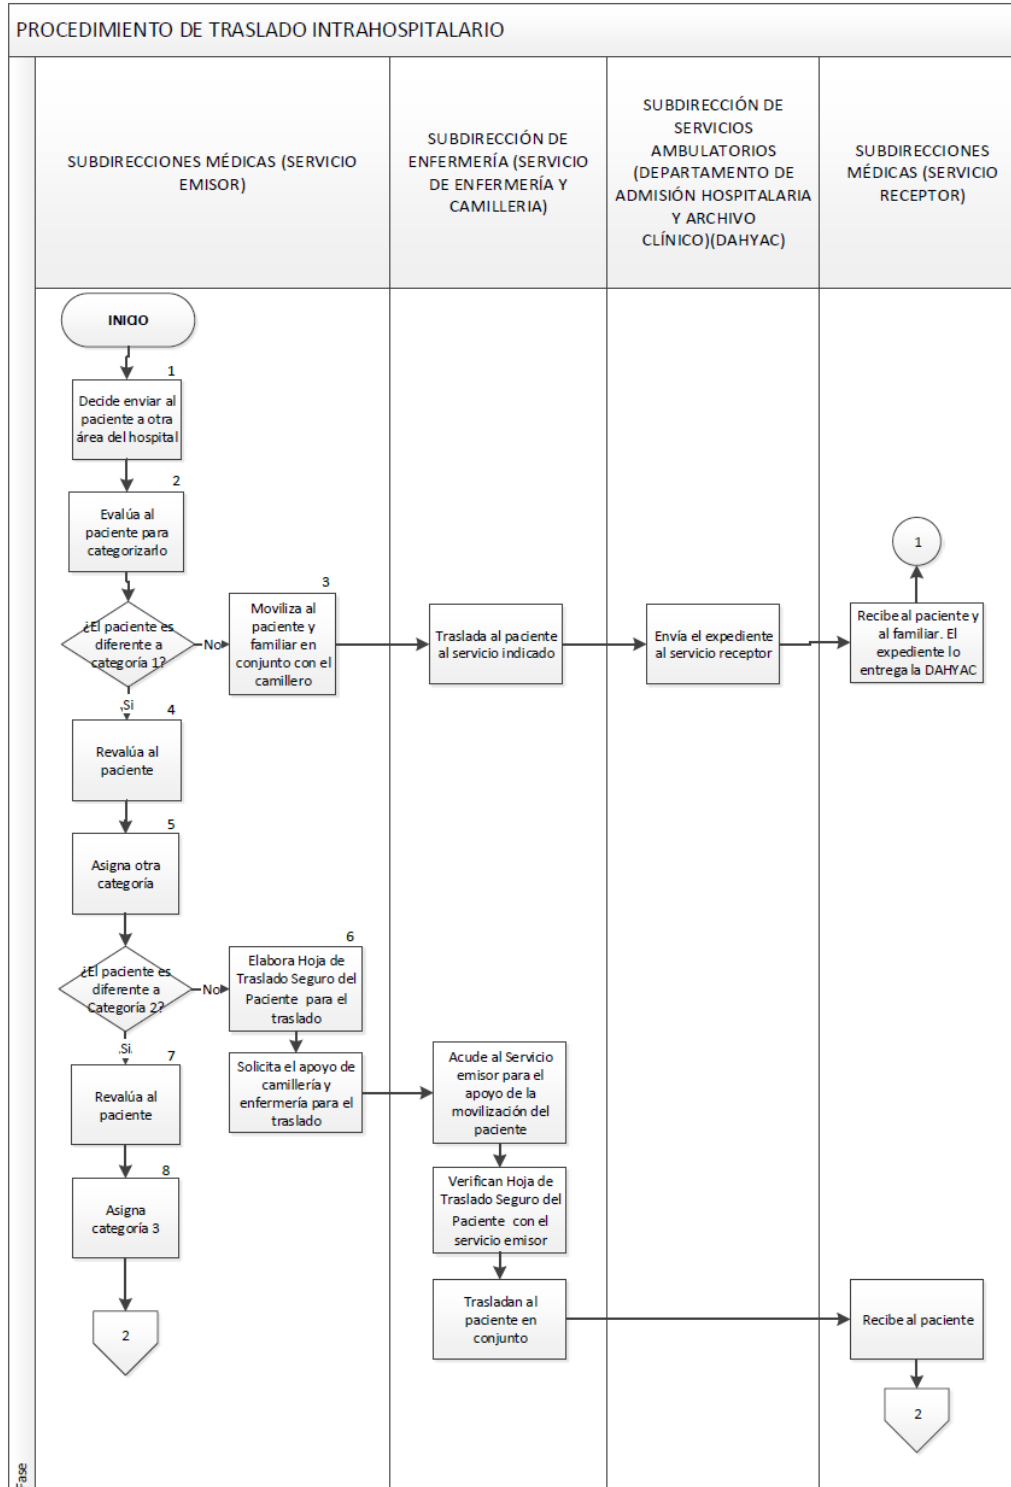 PROCEDIMIENTO DE TRASLADO INTRAHOSPITALARIO
SUBDIRECCIONES MÉDICAS (SERVICIO
EMISOR)
SUBDIRECCIÓN DE
ENFERMERÍA (SERVICIO
DE ENFERMERÍA Y
CAMILLERIA)
SUBDIRECCIÓN DE
SERVICIOS
AMBULATORIOS
(DEPARTAMENTO DE
ADMISIÓN HOSPITALARIA
Y ARCHIVO
CLÍNICO)(DAHYAC)
SUBDIRECCIONES
MÉDICAS (SERVICIO
RECEPTOR)
INICIO
1
Decide enviar al
paciente a otra
área del hospital
2
Evalúa al
paciente para
categorizarlo
¿El paciente es
diferente a
categoría 1?
No
3
Moviliza al
paciente y
familiar en
conjunto con el
camillero
Traslada al paciente
al servicio indicado
Envía el expediente
al servicio receptor
Recibe al paciente y
al familiar. El
expediente lo
entrega la DAHYAC
1
Si
4
Revalúa al
paciente
5
Asigna otra
categoría
¿El paciente es
diferente a
Categoría 2?
No
6
Elabora Hoja de
Traslado Seguro del
Paciente para el
traslado
Solicita el apoyo de
camillería y
enfermería para el
traslado
Acude al Servicio
emisor para el
apoyo de la
movilización del
paciente
Verifican Hoja de
Traslado Seguro del
Paciente con el
servicio emisor
Trasladan al
paciente en
conjunto
Recibe al paciente
2
Si
7
Revalúa al
paciente
8
Asigna
categoría 3
2
Fase